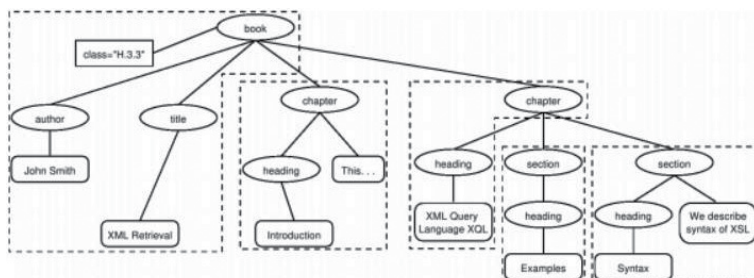 book
class="H.3.3"
author
title
chapter
chapter
John Smith
heading
This. . .
heading
section
section
XML Retrieval
Introduction
XML Query
Language XQL
heading
heading
We describe
syntax of XSL
Examples
Syntax